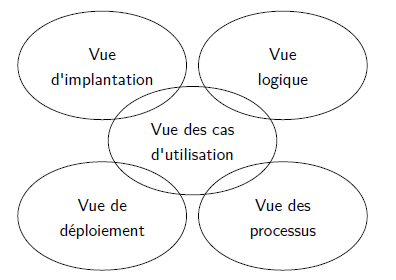 Vue
d'implantation
Vue
logique
Vue des cas
d'utilisation
Vue de
déploiement
Vue des
processus